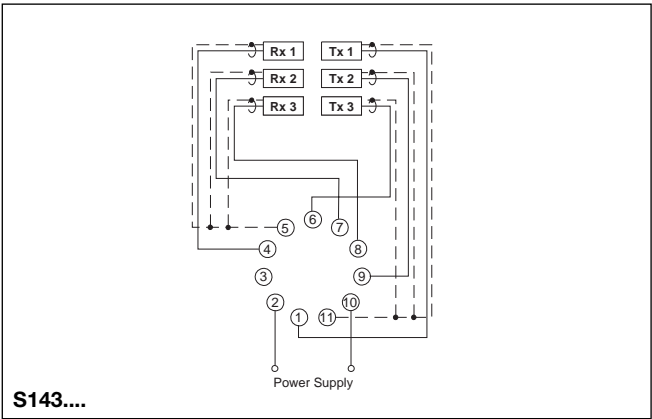 Rx 1 Tx 1
Rx 2 Tx 2
Rx 3 Tx 3
6
5 7
4 8
3 9
2 10
1 11
Power Supply
S143....